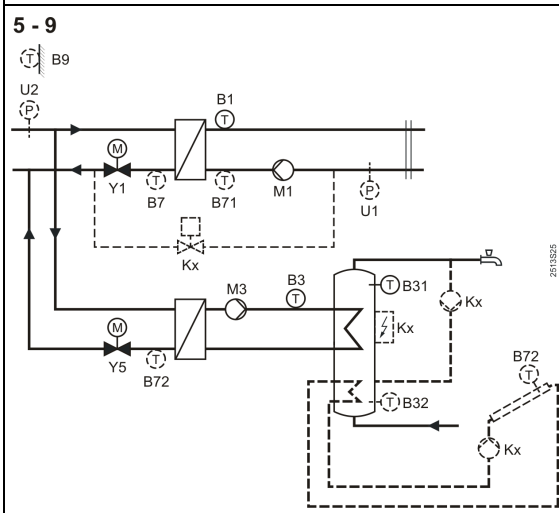 5 - 9
T B9
U2
P
B1
T
M
Y1
T
B7
T
B71
M1
P
U1
Kx
M3
B3
T
T B31
Kx
Kx
M
Y5
T
B72
T B32
B72
T
Kx
2513S25